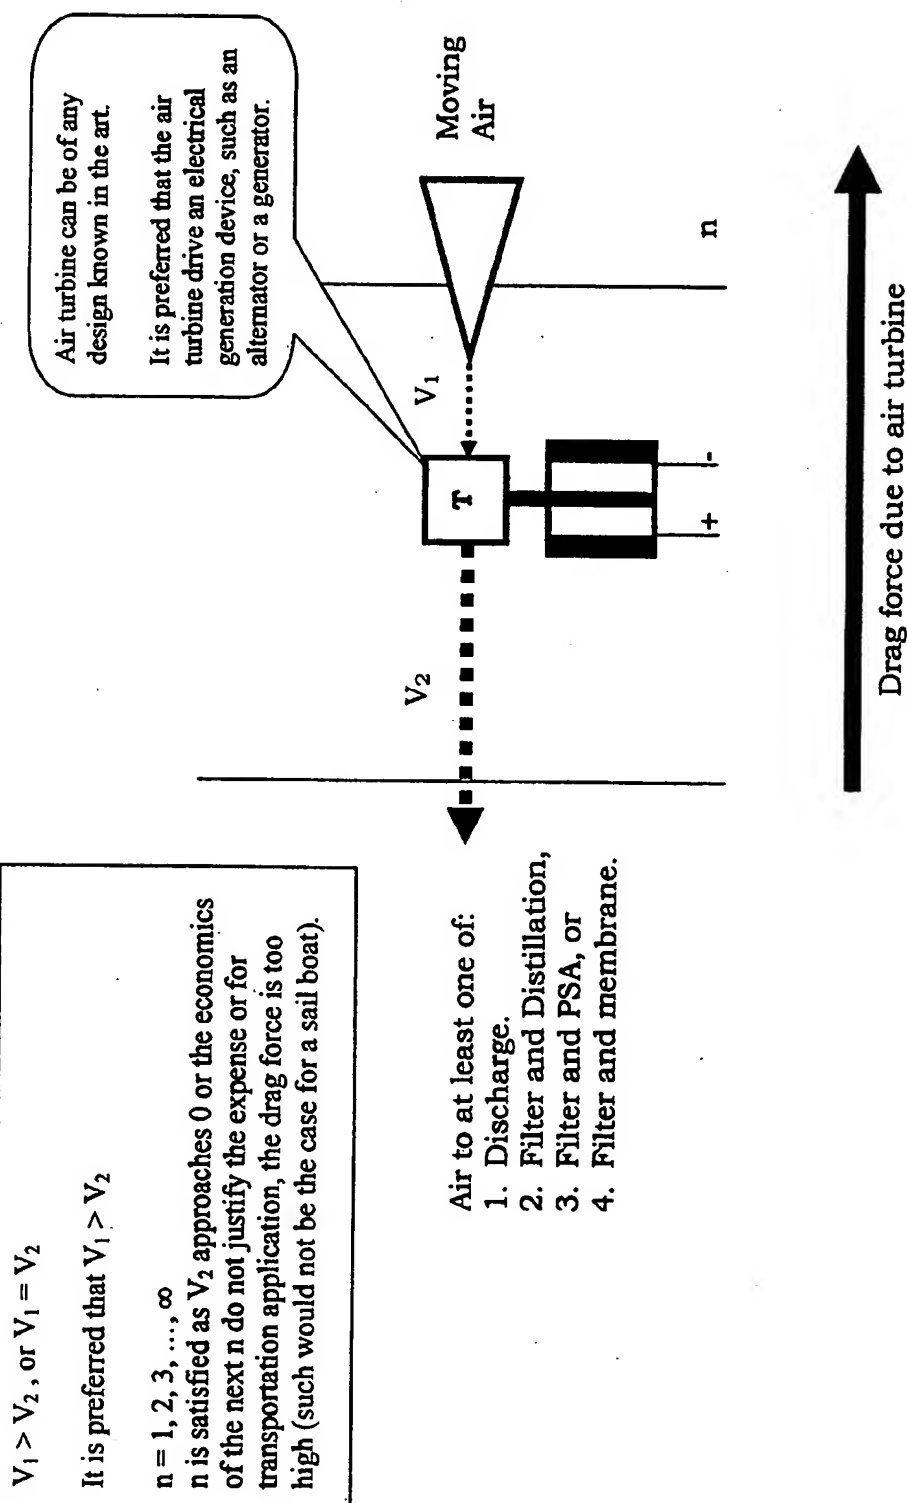 V₁ > V₂ , or V₁ = V₂
It is preferred that V₁ > V₂
n = 1, 2, 3, ..., ∞
n is satisfied as V₂ approaches 0 or the economics
of the next n do not justify the expense or for
transportation application, the drag force is too
high (such would not be the case for a sail boat).
Air turbine can be of any
design known in the art.
It is preferred that the air
turbine drive an electrical
generation device, such as an
alternator or a generator.
Moving
Air
V₁
T
V₂
+
-
n
Air to at least one of:
1. Discharge.
2. Filter and Distillation,
3. Filter and PSA, or
4. Filter and membrane.
Drag force due to air turbine